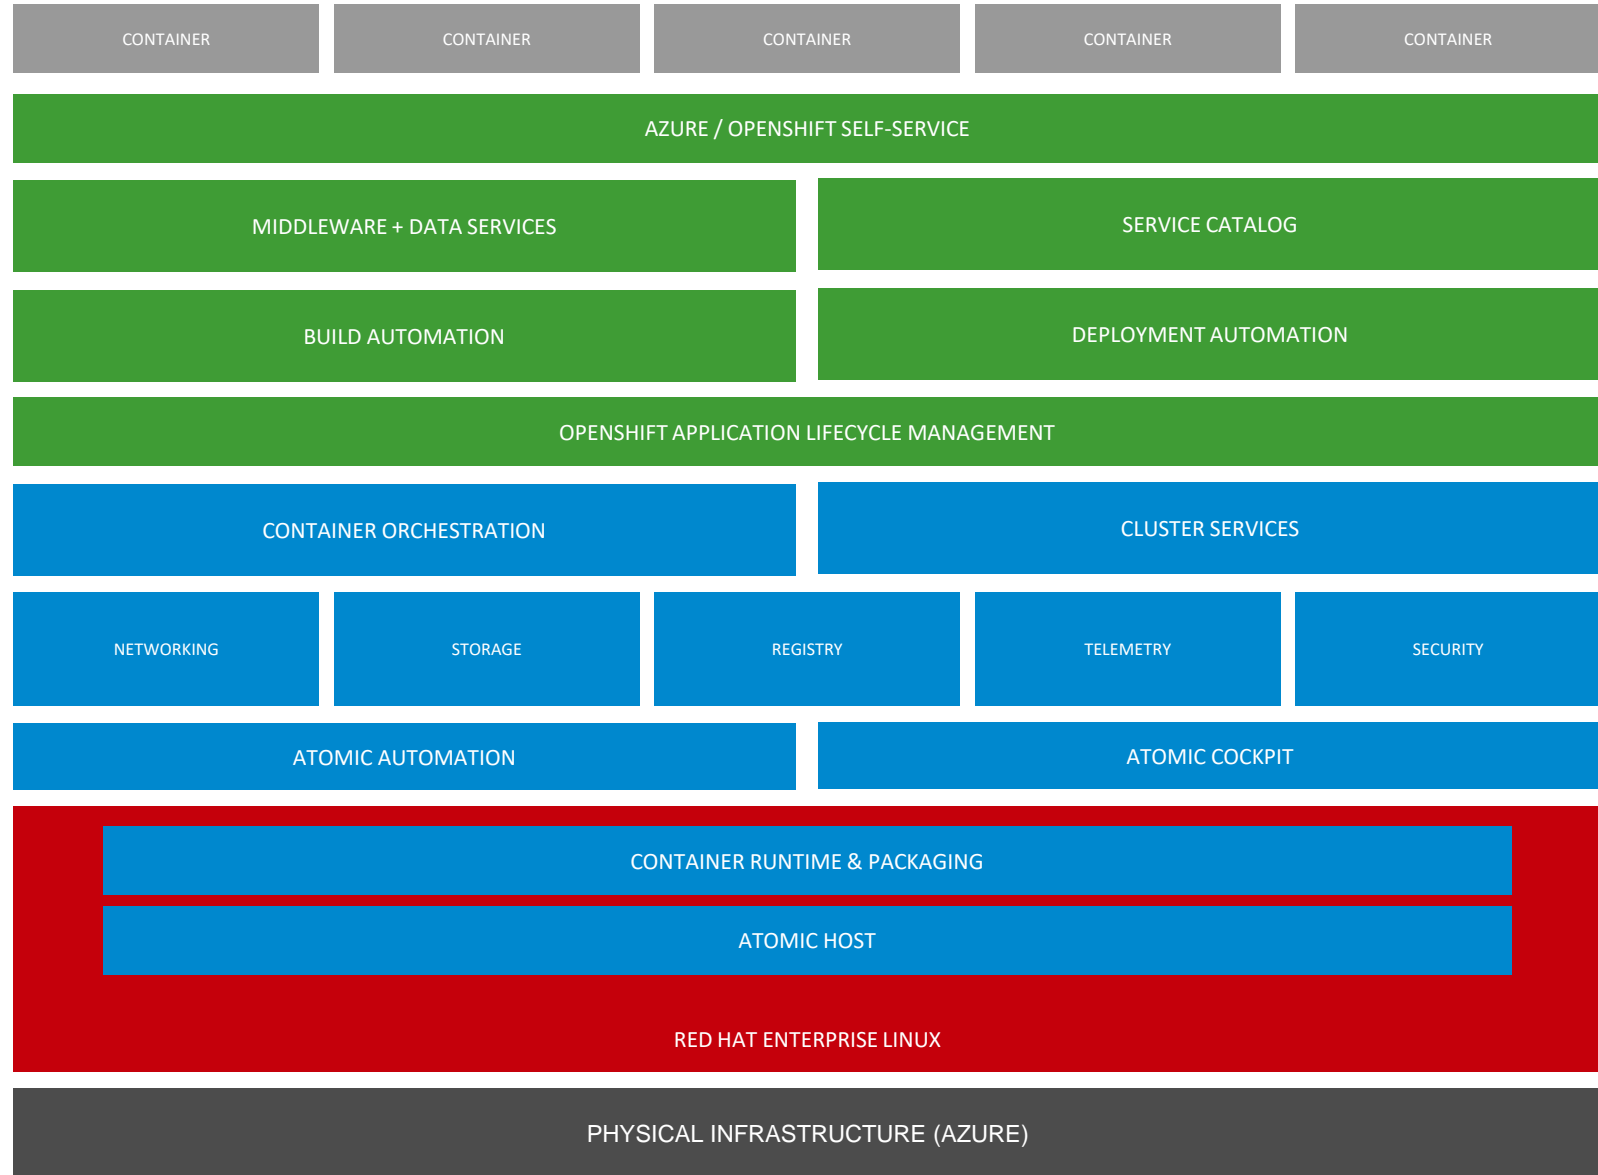 CONTAINER CONTAINER CONTAINER CONTAINER CONTAINER
AZURE / OPENSHIFT SELF-SERVICE
MIDDLEWARE + DATA SERVICES SERVICE CATALOG
BUILD AUTOMATION DEPLOYMENT AUTOMATION
OPENSHIFT APPLICATION LIFECYCLE MANAGEMENT
CONTAINER ORCHESTRATION CLUSTER SERVICES
NETWORKING STORAGE REGISTRY TELEMETRY SECURITY
ATOMIC AUTOMATION ATOMIC COCKPIT
CONTAINER RUNTIME & PACKAGING
ATOMIC HOST
RED HAT ENTERPRISE LINUX
PHYSICAL INFRASTRUCTURE (AZURE)